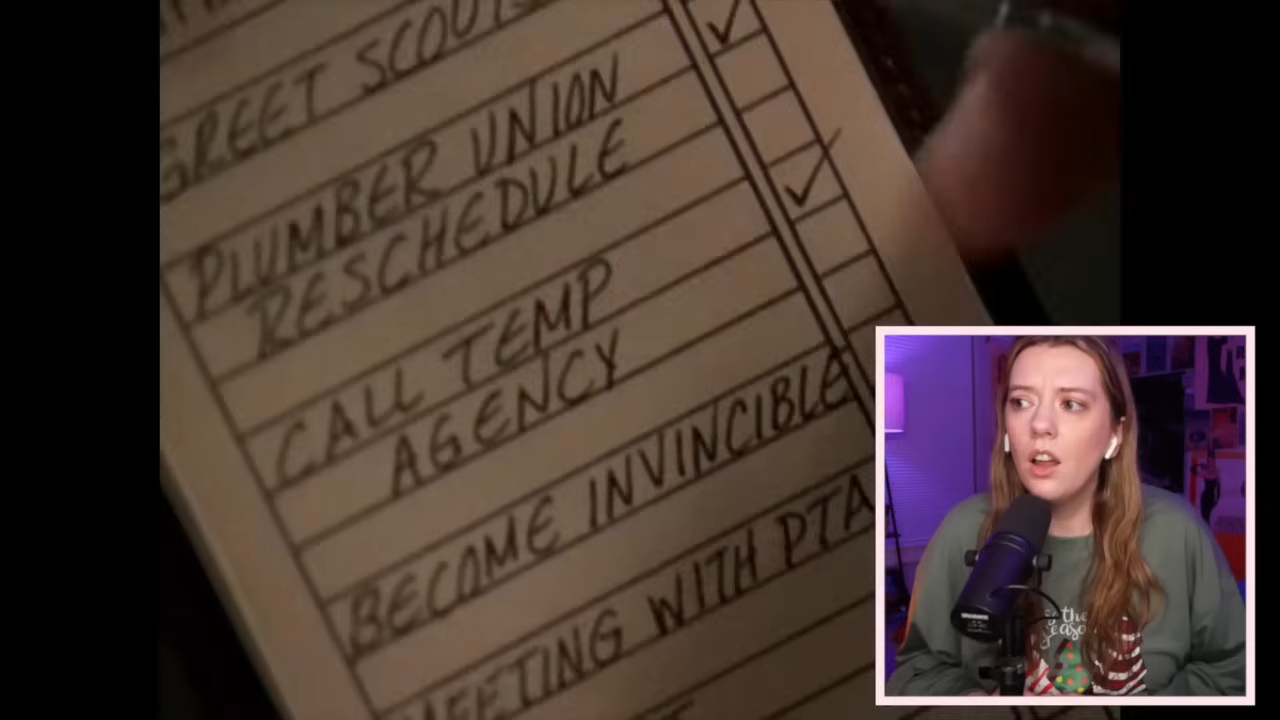 GREET SCOUTS
PLUMBER UNION
RESCHEDULE
CALL TEMP
AGENCY
BECOME INVINCIBLE
MEETING WITH PTA